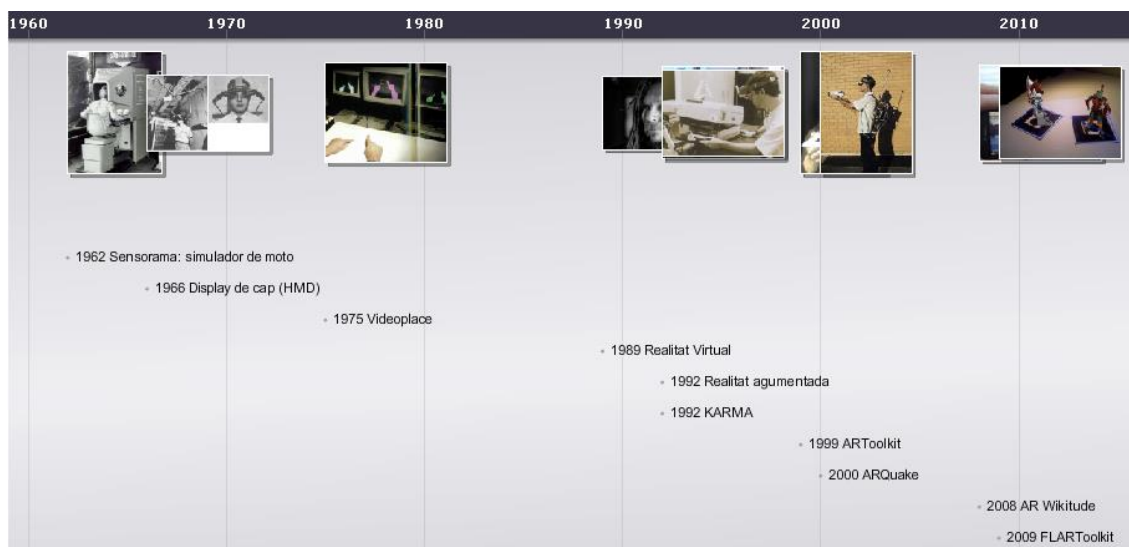 1960 1970 1980 1990 2000 2010
1962 Sensorama: simulador de moto
1966 Display de cap (HMD)
1975 Videoplace
1989 Realitat Virtual
1992 Realitat agumentada
1992 KARMA
1999 ARToolkit
2000 ARQuake
2008 AR Wikitude
2009 FLARToolkit